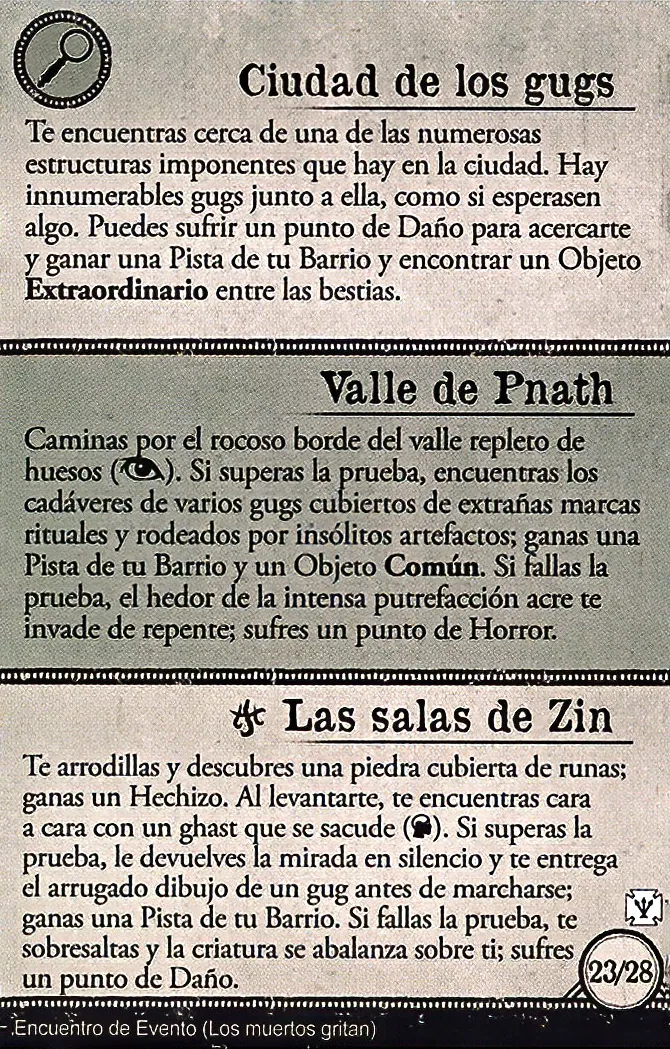 Ciudad de los gugs
Te encuentras cerca de una de las numerosas
estructuras imponentes que hay en la ciudad. Hay
innumerables gugs junto a ella, como si esperasen
algo. Puedes sufrir un punto de Daño para acercarte
y ganar una Pista de tu Barrio y encontrar un Objeto
Extraordinario entre las bestias.
Valle de Pnath
Caminas por el rocoso borde del valle repleto de
huesos (). Si superas la prueba, encuentras los
cadáveres de varios gugs cubiertos de extrañas marcas
rituales y rodeados por insólitos artefactos; ganas una
Pista de tu Barrio y un Objeto Común. Si fallas la
prueba, el hedor de la intensa putrefacción acre te
invade de repente; sufres un punto de Horror.
Las salas de Zin
Te arrodillas y descubres una piedra cubierta de runas;
ganas un Hechizo. Al levantarte, te encuentras cara
a cara con un ghast que se sacude (). Si superas la
prueba, le devuelves la mirada en silencio y te entrega
el arrugado dibujo de un gug antes de marcharse;
ganas una Pista de tu Barrio. Si fallas la prueba, te
sobresaltas y la criatura se abalanza sobre ti; sufres
un punto de Daño.
23/28
- .Encuentro de Evento (Los muertos gritan)